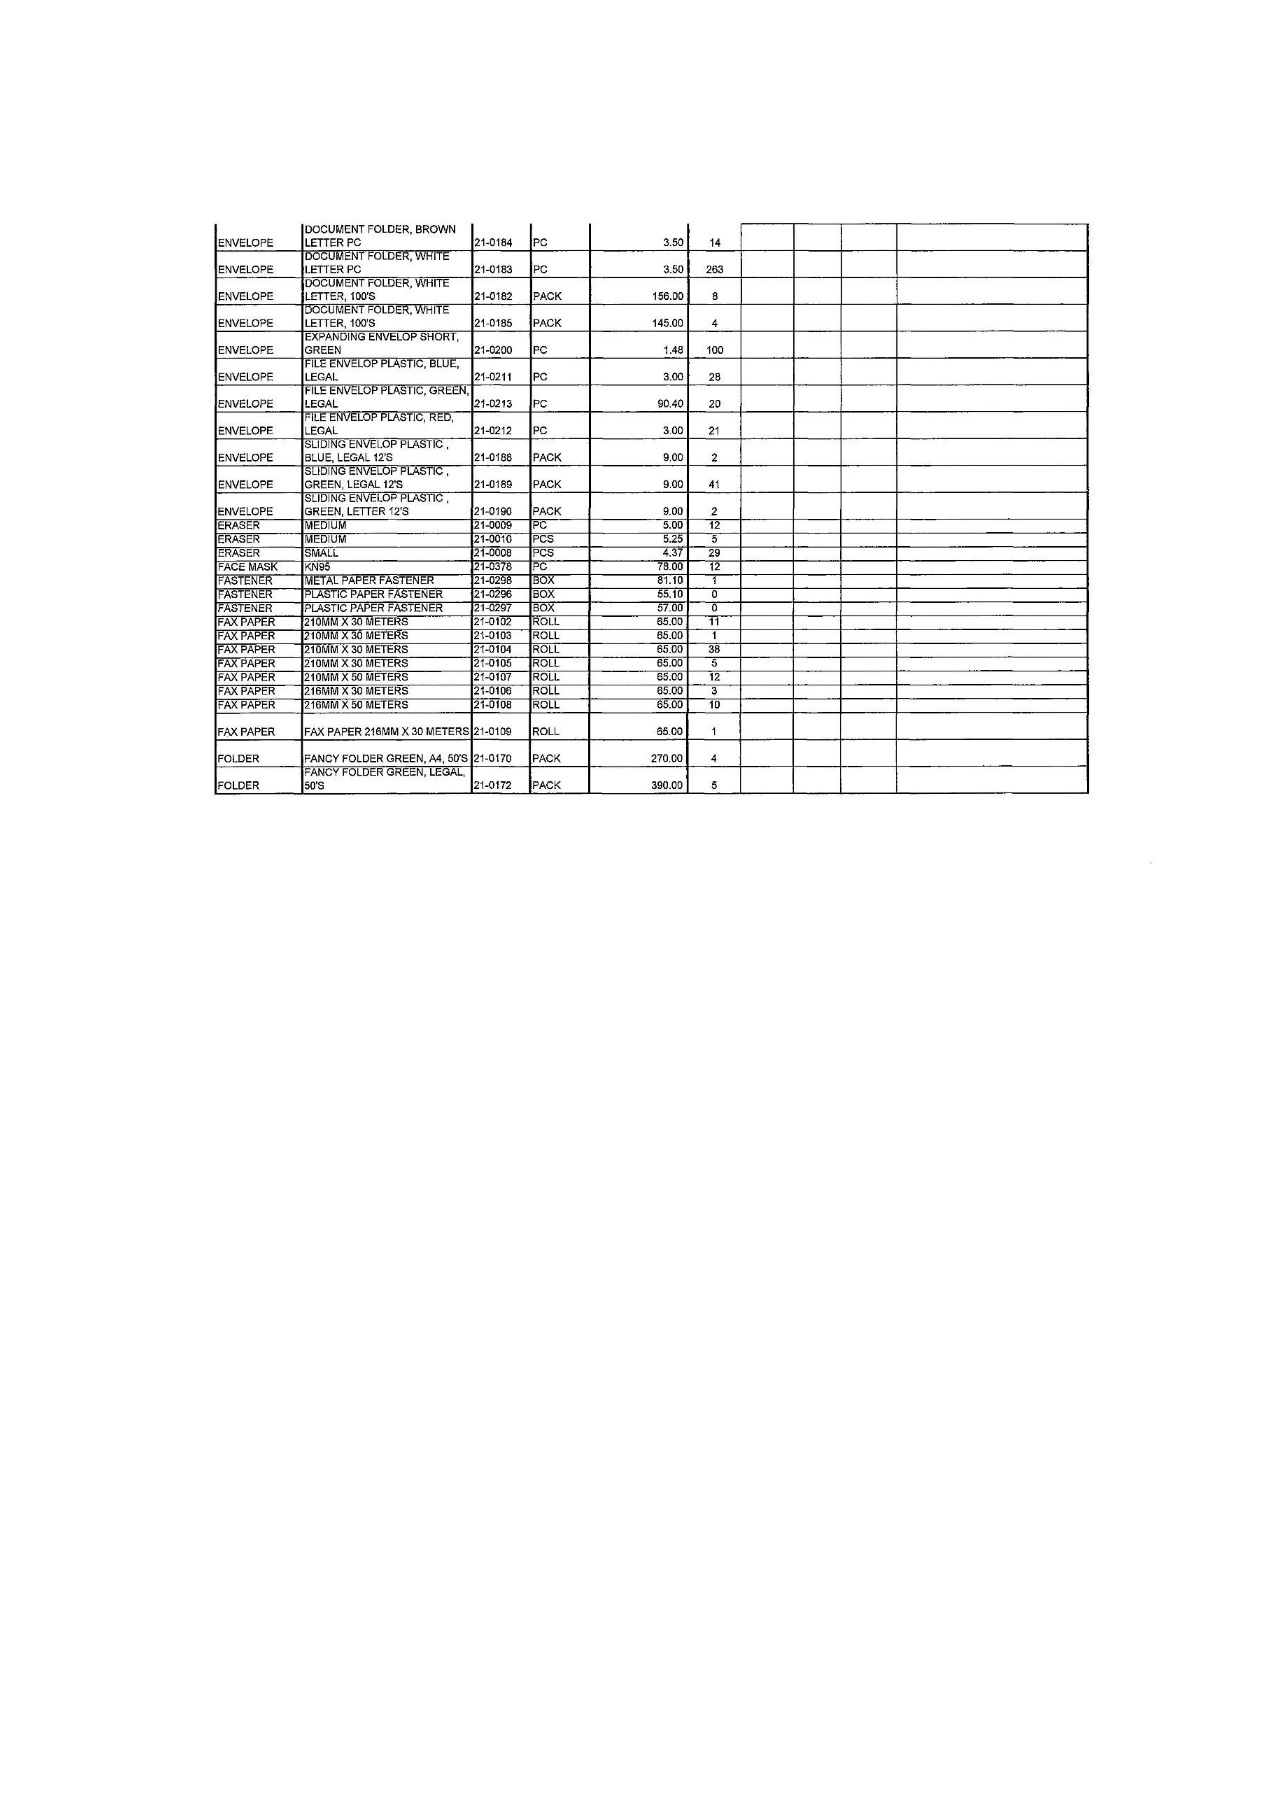 ENVELOPE DOCUMENT FOLDER, BROWN
LETTER PC 21-0184 PC 3.50 14
ENVELOPE DOCUMENT FOLDER, WHITE
LETTER PC 21-0183 PC 3.50 263
ENVELOPE DOCUMENT FOLDER, WHITE
LETTER, 100'S 21-0182 PACK 156.00 8
ENVELOPE DOCUMENT FOLDER, WHITE
LETTER, 100'S 21-0185 PACK 145.00 4
ENVELOPE EXPANDING ENVELOP SHORT,
GREEN 21-0200 PC 1.48 100
ENVELOPE FILE ENVELOP PLASTIC, BLUE,
LEGAL 21-0211 PC 3.00 28
ENVELOPE FILE ENVELOP PLASTIC, GREEN,
LEGAL 21-0213 PC 90.40 20
ENVELOPE FILE ENVELOP PLASTIC, RED,
LEGAL 21-0212 PC 3.00 21
ENVELOPE SLIDING ENVELOP PLASTIC ,
BLUE, LEGAL 12'S 21-0188 PACK 9.00 2
ENVELOPE SLIDING ENVELOP PLASTIC ,
GREEN, LEGAL 12'S 21-0189 PACK 9.00 41
ENVELOPE SLIDING ENVELOP PLASTIC ,
GREEN, LETTER 12'S 21-0190 PACK 9.00 2
ERASER MEDIUM 21-0009 PC 5.00 12
ERASER MEDIUM 21-0010 PCS 5.25 5
ERASER SMALL 21-0008 PCS 4.37 29
FACE MASK KN95 21-0378 PC 78.00 12
FASTENER METAL PAPER FASTENER 21-0298 BOX 81.10 1
FASTENER PLASTIC PAPER FASTENER 21-0296 BOX 55.10 0
FASTENER PLASTIC PAPER FASTENER 21-0297 BOX 57.00 0
FAX PAPER 210MM X 30 METERS 21-0102 ROLL 65.00 11
FAX PAPER 210MM X 30 METERS 21-0103 ROLL 65.00 1
FAX PAPER 210MM X 30 METERS 21-0104 ROLL 65.00 38
FAX PAPER 210MM X 30 METERS 21-0105 ROLL 65.00 5
FAX PAPER 210MM X 50 METERS 21-0107 ROLL 65.00 12
FAX PAPER 216MM X 30 METERS 21-0106 ROLL 65.00 3
FAX PAPER 216MM X 50 METERS 21-0108 ROLL 65.00 10
FAX PAPER FAX PAPER 216MM X 30 METERS 21-0109 ROLL 65.00 1
FOLDER FANCY FOLDER GREEN, A4, 50'S 21-0170 PACK 270.00 4
FOLDER FANCY FOLDER GREEN, LEGAL,
50'S 21-0172 PACK 390.00 5